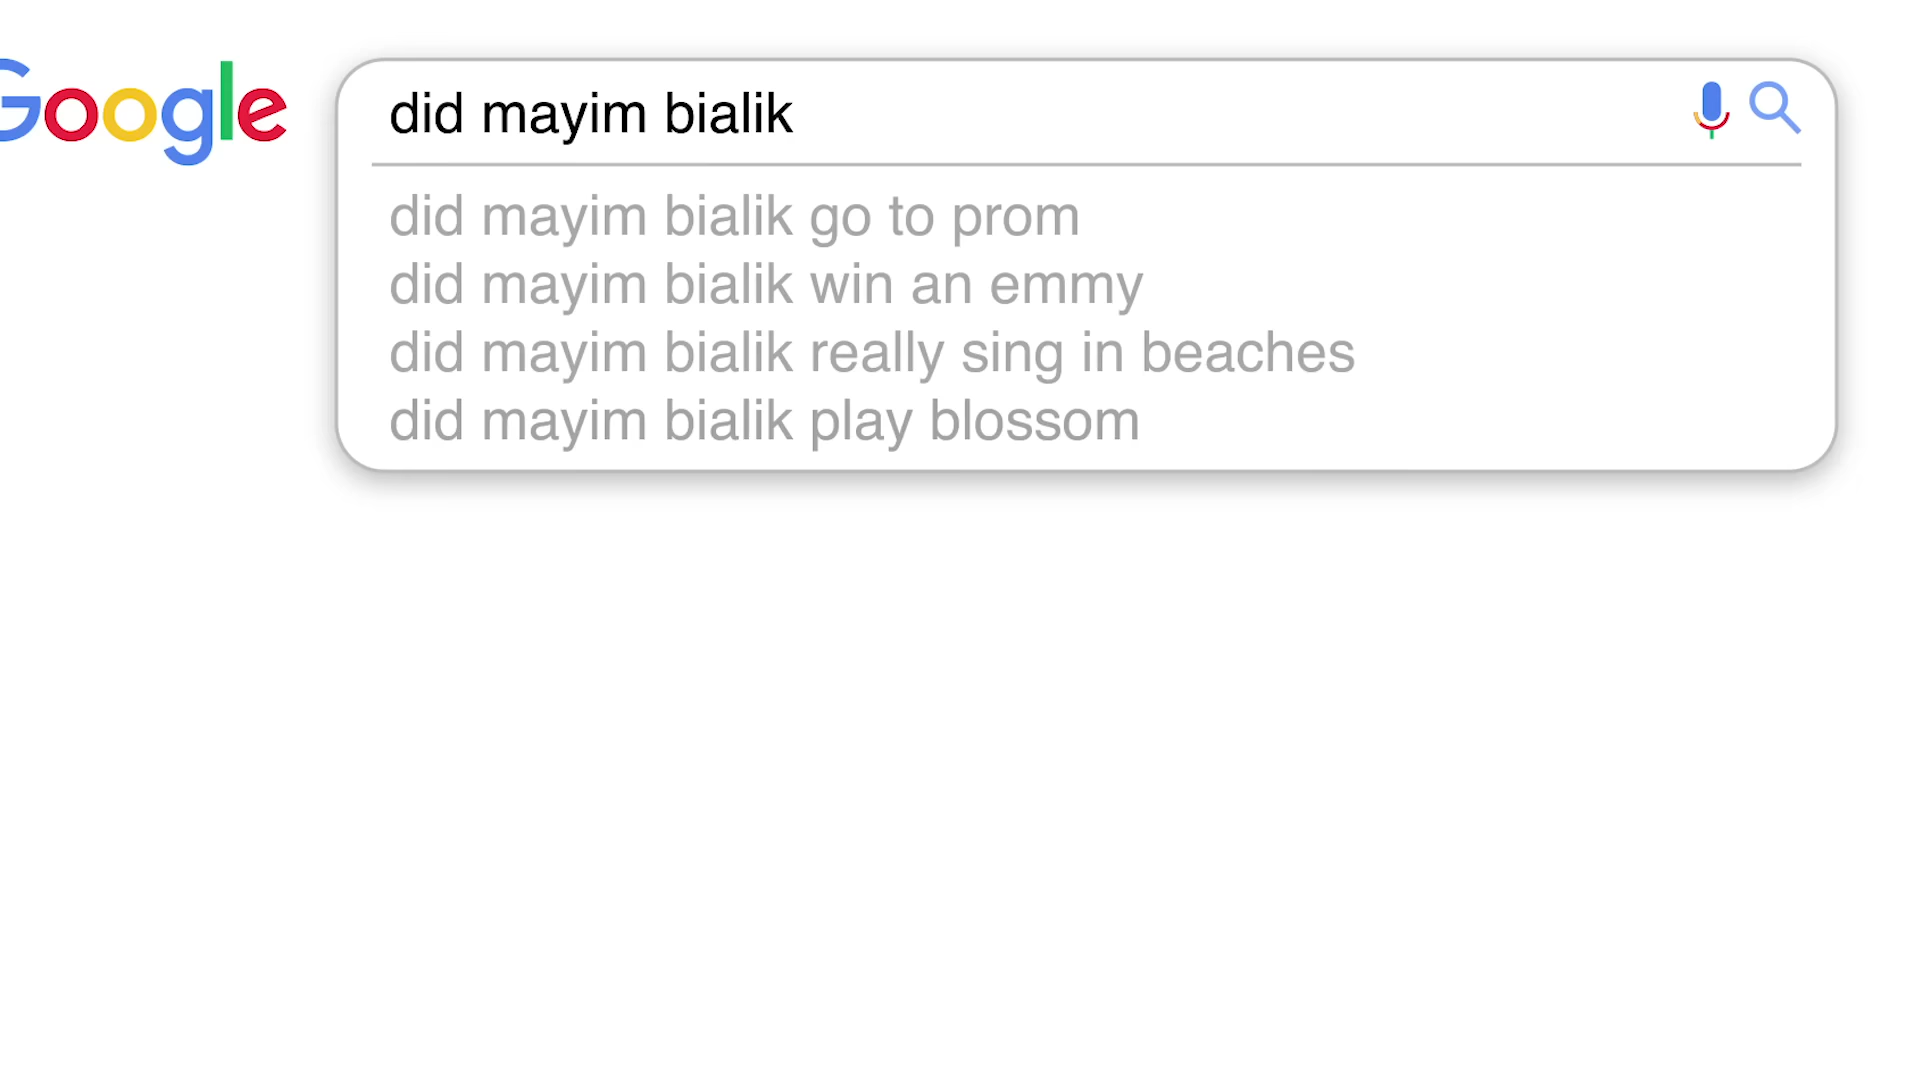 Google
did mayim bialik
did mayim bialik go to prom
did mayim bialik win an emmy
did mayim bialik really sing in beaches
did mayim bialik play blossom